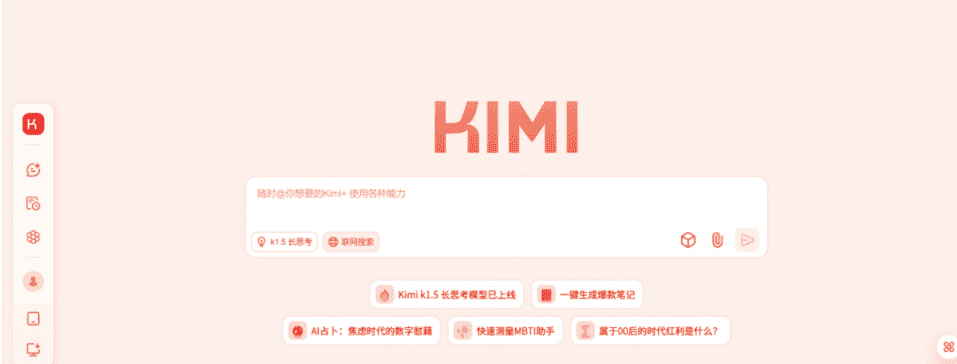 KIMI
随时@你想要的Kimi+ 使用各种能力
k1.5 长思考 联网搜索
Kimi k1.5 长思考模型已上线 一键生成爆款笔记
AI占卜：焦虑时代的数字慰藉 快速测量MBTI助手 属于00后的时代红利是什么？